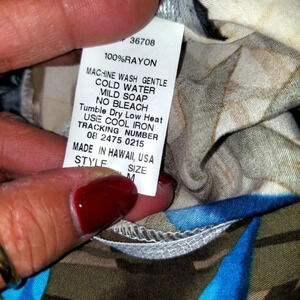 36708
100%RAYON
MACHINE WASH GENTLE
COLD WATER
MILD SOAP
NO BLEACH
Tumble Dry Low Heat
USE COOL IRON
TRACKING NUMBER
08 2475 0215
MADE IN HAWAII, USA
STYLE SIZE
M